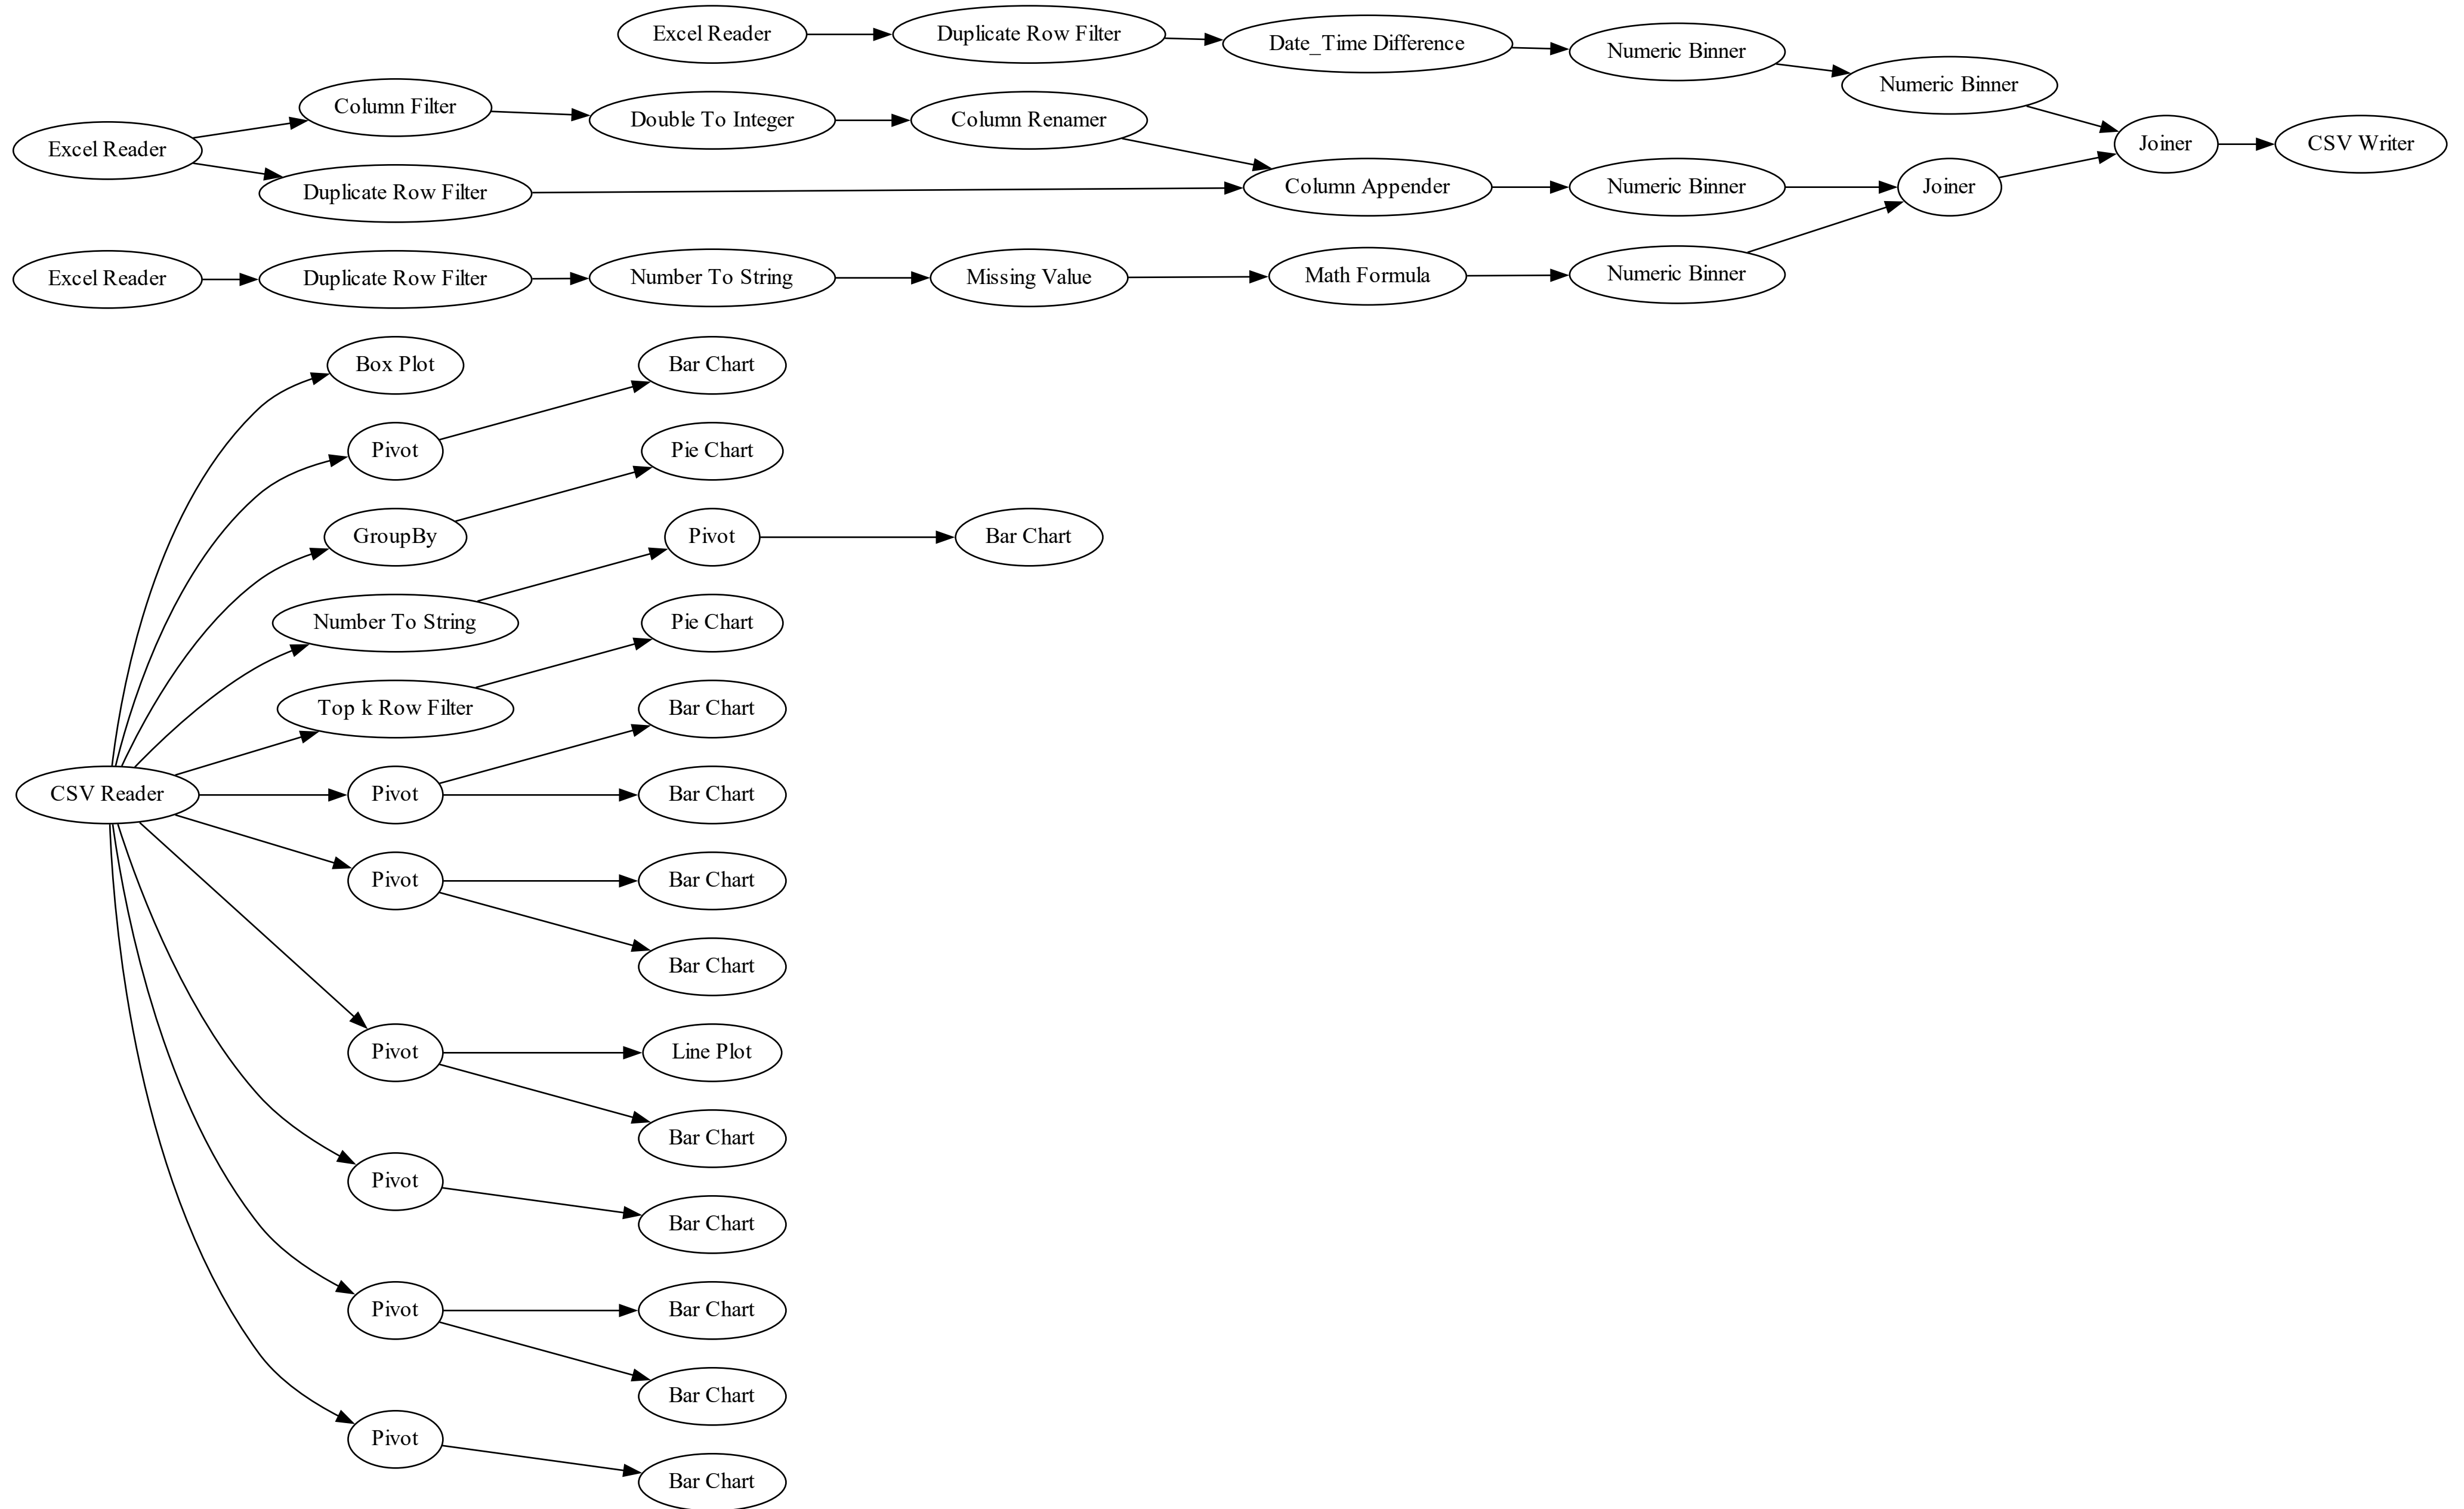 Excel Reader
Duplicate Row Filter
Date_Time Difference
Numeric Binner
Numeric Binner
Column Filter
Double To Integer
Column Renamer
Excel Reader
Joiner
CSV Writer
Duplicate Row Filter
Column Appender
Numeric Binner
Joiner
Excel Reader
Duplicate Row Filter
Number To String
Missing Value
Math Formula
Numeric Binner
Box Plot
Bar Chart
Pivot
Pie Chart
GroupBy
Pivot
Bar Chart
Number To String
Pie Chart
Top k Row Filter
Bar Chart
CSV Reader
Pivot
Bar Chart
Pivot
Bar Chart
Bar Chart
Pivot
Line Plot
Bar Chart
Pivot
Bar Chart
Pivot
Bar Chart
Bar Chart
Pivot
Bar Chart